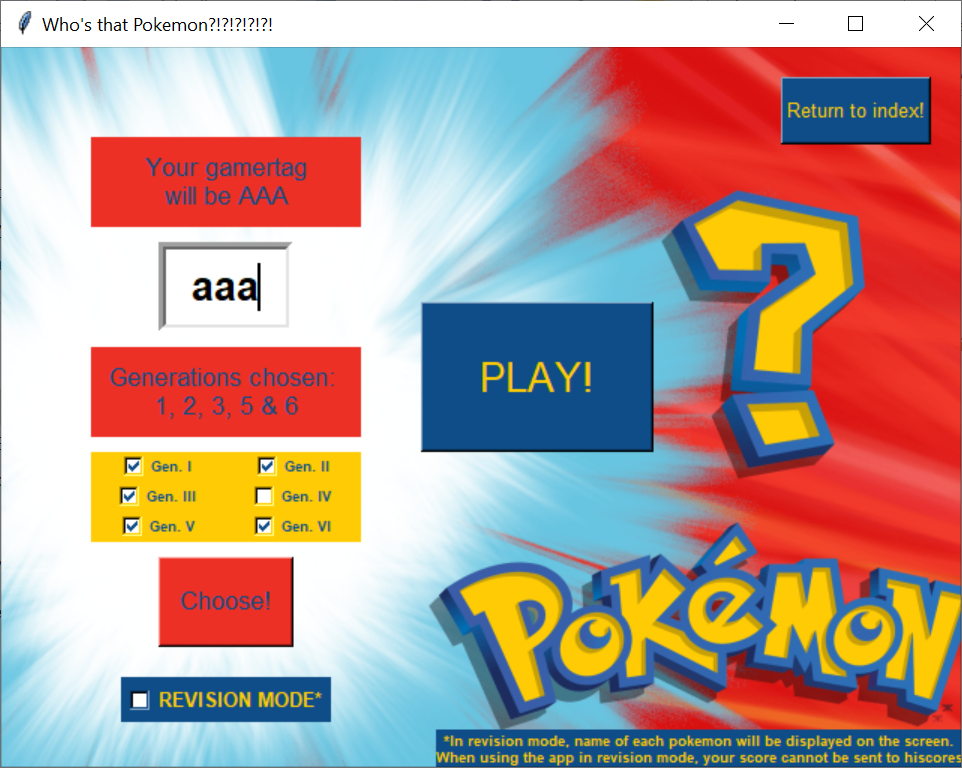 Who's that Pokemon?!?!?!?!?!
Return to index!
Your gamertag
will be AAA
aaa
Generations chosen:
1, 2, 3, 5 & 6
PLAY!
?
Gen. I
Gen. II
Gen. III
Gen. IV
Gen. V
Gen. VI
Choose!
POKéMON
REVISION MODE*
*In revision mode, name of each pokemon will be displayed on the screen.
When using the app in revision mode, your score cannot be sent to hiscores